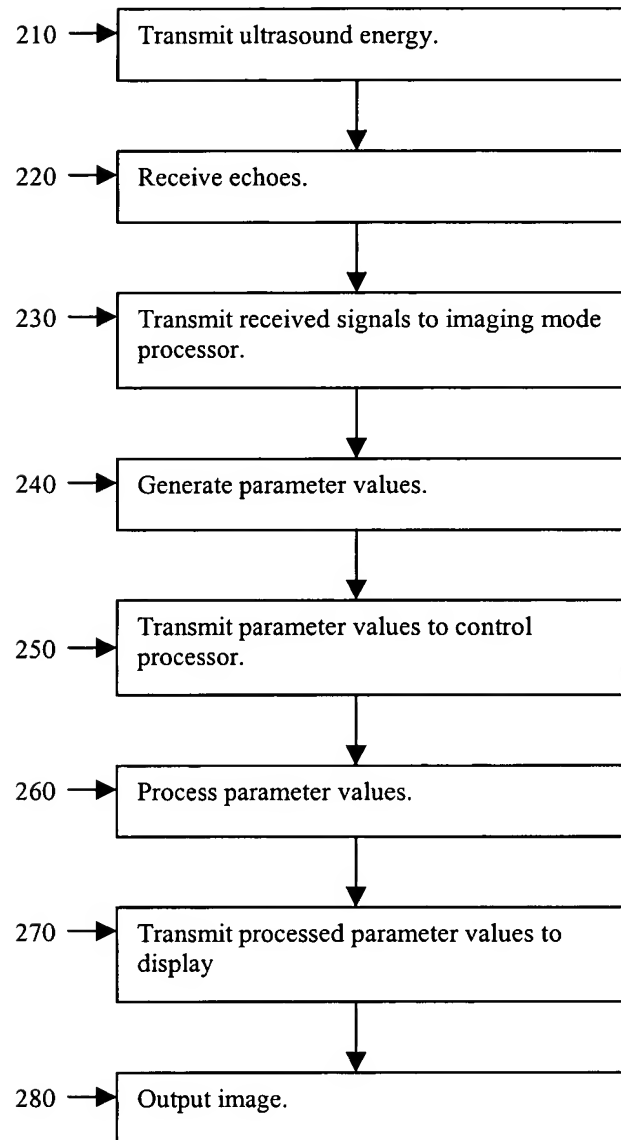 210 Transmit ultrasound energy.
220 Receive echoes.
230 Transmit received signals to imaging mode
processor.
240 Generate parameter values.
250 Transmit parameter values to control
processor.
260 Process parameter values.
270 Transmit processed parameter values to
display
280 Output image.